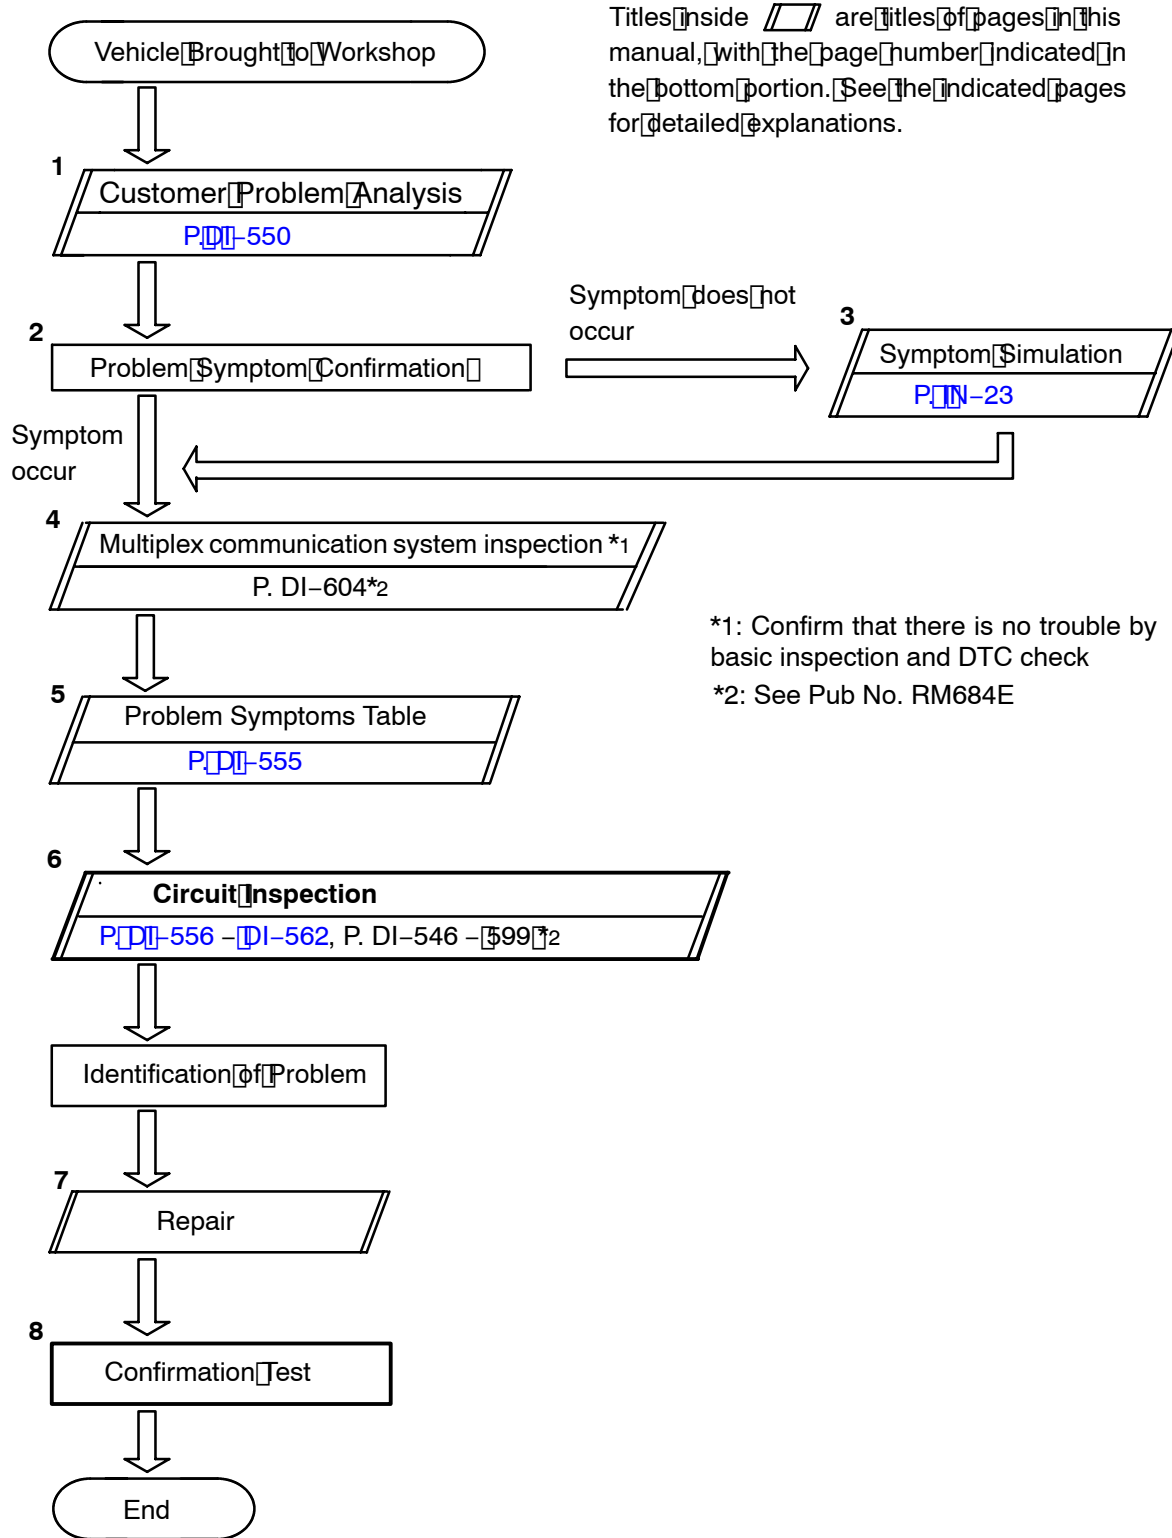 Vehicle Brought to Workshop
Titles inside are titles of pages in this
manual, with the page number indicated in
the bottom portion. See the indicated pages
for detailed explanations.
1
Customer Problem Analysis
P. DI–550
2
Problem Symptom Confirmation
Symptom does not
occur
3
Symptom Simulation
P. IN–23
Symptom
occur
4
Multiplex communication system inspection *1
P. DI–604*2
*1: Confirm that there is no trouble by
basic inspection and DTC check
*2: See Pub No. RM684E
5
Problem Symptoms Table
P. DI–555
6
Circuit Inspection
P. DI–556 – DI–562, P. DI–546 – 599 *2
Identification of Problem
7
Repair
8
Confirmation Test
End